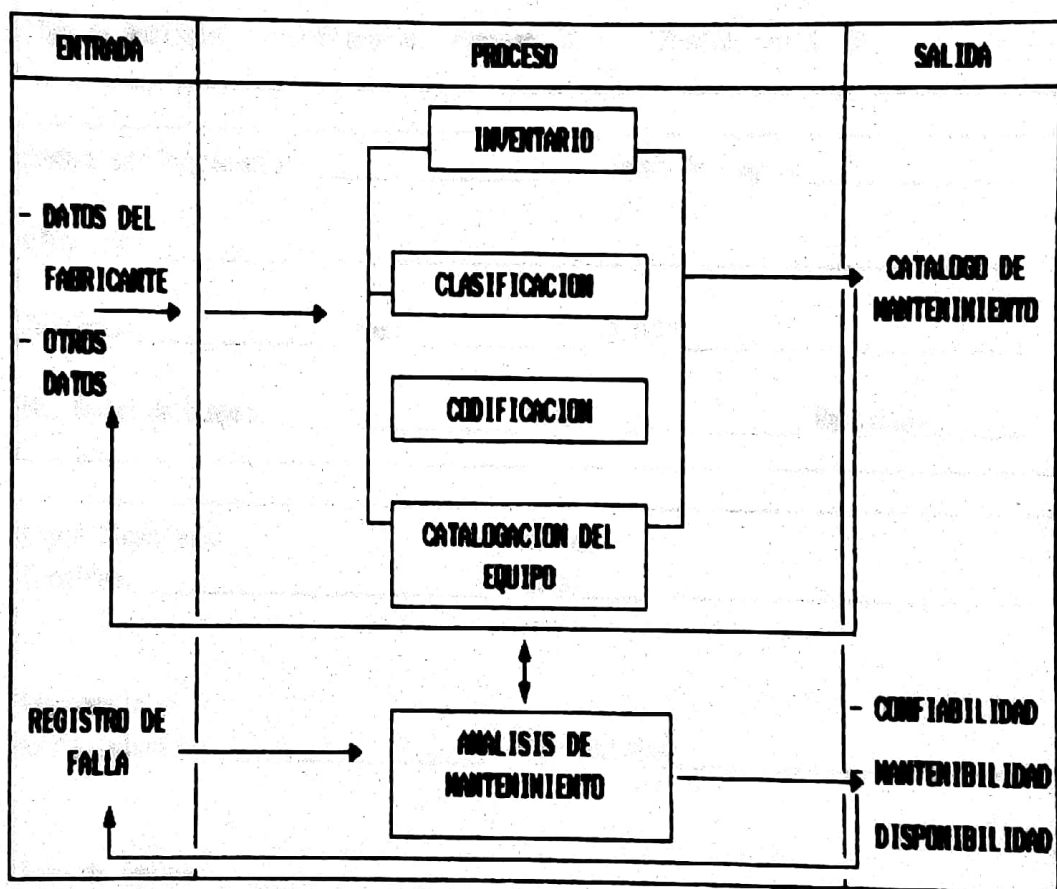 ENTRADA
PROCESO
SALIDA
- DATOS DEL
FABRICANTE
- OTROS
DATOS
INVENTARIO
CLASIFICACION
CODIFICACION
CATALOGACION DEL
EQUIPO
CATALOGO DE
MANTENIMIENTO
REGISTRO DE
FALLA
ANALISIS DE
MANTENIMIENTO
- CONFIABILIDAD
- MANTENIBILIDAD
DISPONIBILIDAD